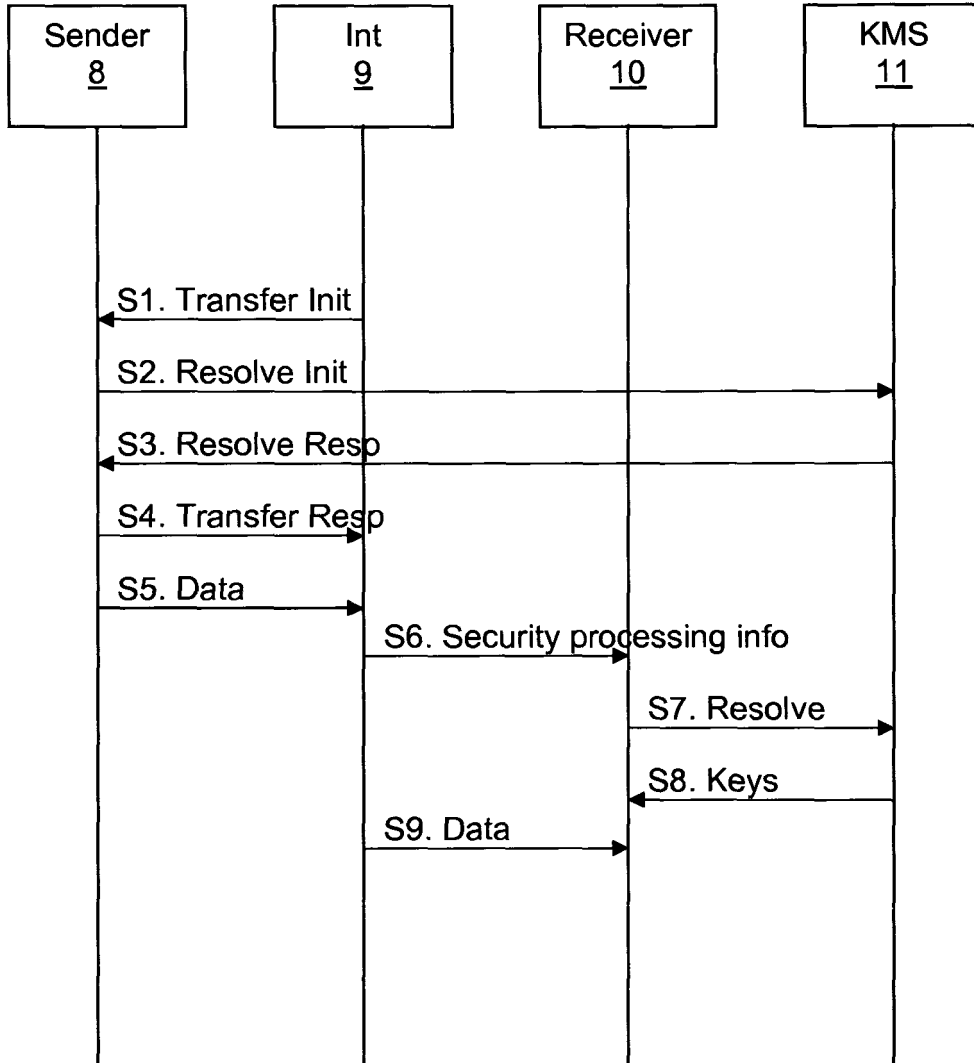 Sender
8
Int
9
Receiver
10
KMS
11
S1. Transfer Init
S2. Resolve Init
S3. Resolve Resp
S4. Transfer Resp
S5. Data
S6. Security processing info
S7. Resolve
S8. Keys
S9. Data